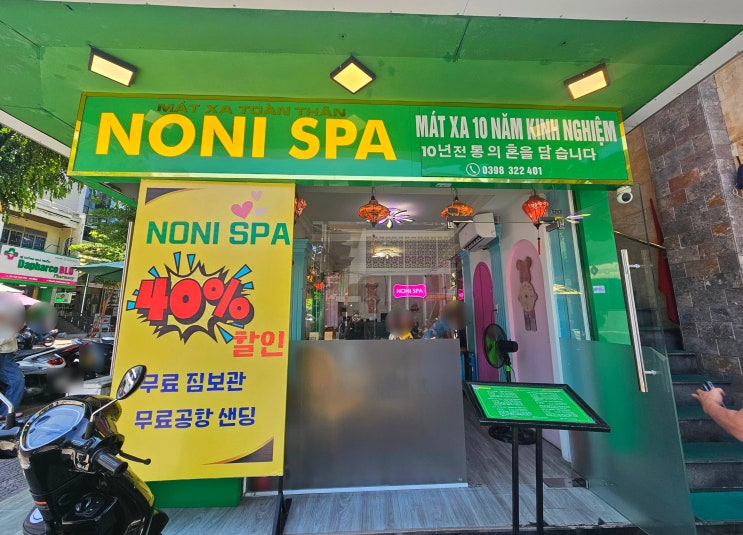 MÁT XA TOÀN THÂN
NONI SPA
MÁT XA 10 NĂM KINH NGHIỆM
10년전통의 혼을 담습니다
0398 322 401
NONI SPA
40%
할인
무료 짐보관
무료공항 샌딩
NONI SPA
Dapharco
Pharmacy